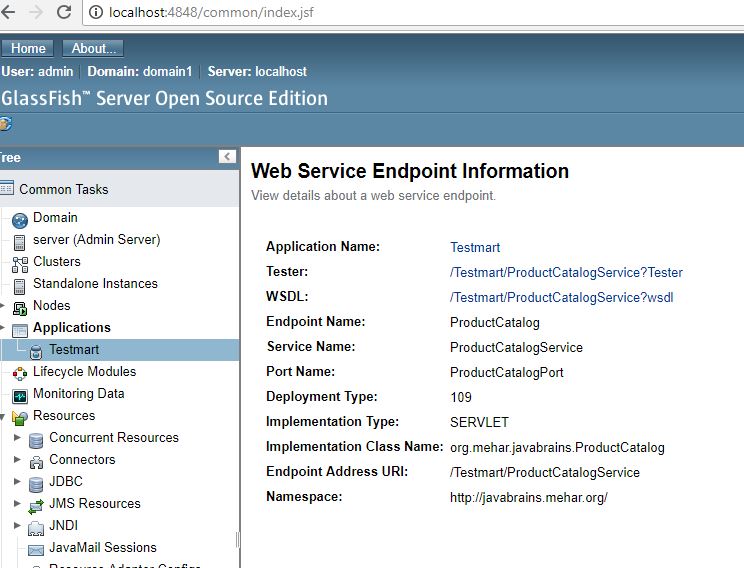 localhost:4848/common/index.jsf
Home About...
User: admin Domain: domain1 Server: localhost
GlassFish™ Server Open Source Edition
ree
Common Tasks
Domain
server (Admin Server)
Clusters
Standalone Instances
Nodes
Applications
Testmart
Lifecycle Modules
Monitoring Data
Resources
Concurrent Resources
Connectors
JDBC
JMS Resources
JNDI
JavaMail Sessions
Resource Adapter Configs
Web Service Endpoint Information
View details about a web service endpoint.
Application Name: Testmart
Tester: /Testmart/ProductCatalogService?Tester
WSDL: /Testmart/ProductCatalogService?wsdl
Endpoint Name: ProductCatalog
Service Name: ProductCatalogService
Port Name: ProductCatalogPort
Deployment Type: 109
Implementation Type: SERVLET
Implementation Class Name: org.mehar.javabrains.ProductCatalog
Endpoint Address URI: /Testmart/ProductCatalogService
Namespace: http://javabrains.mehar.org/